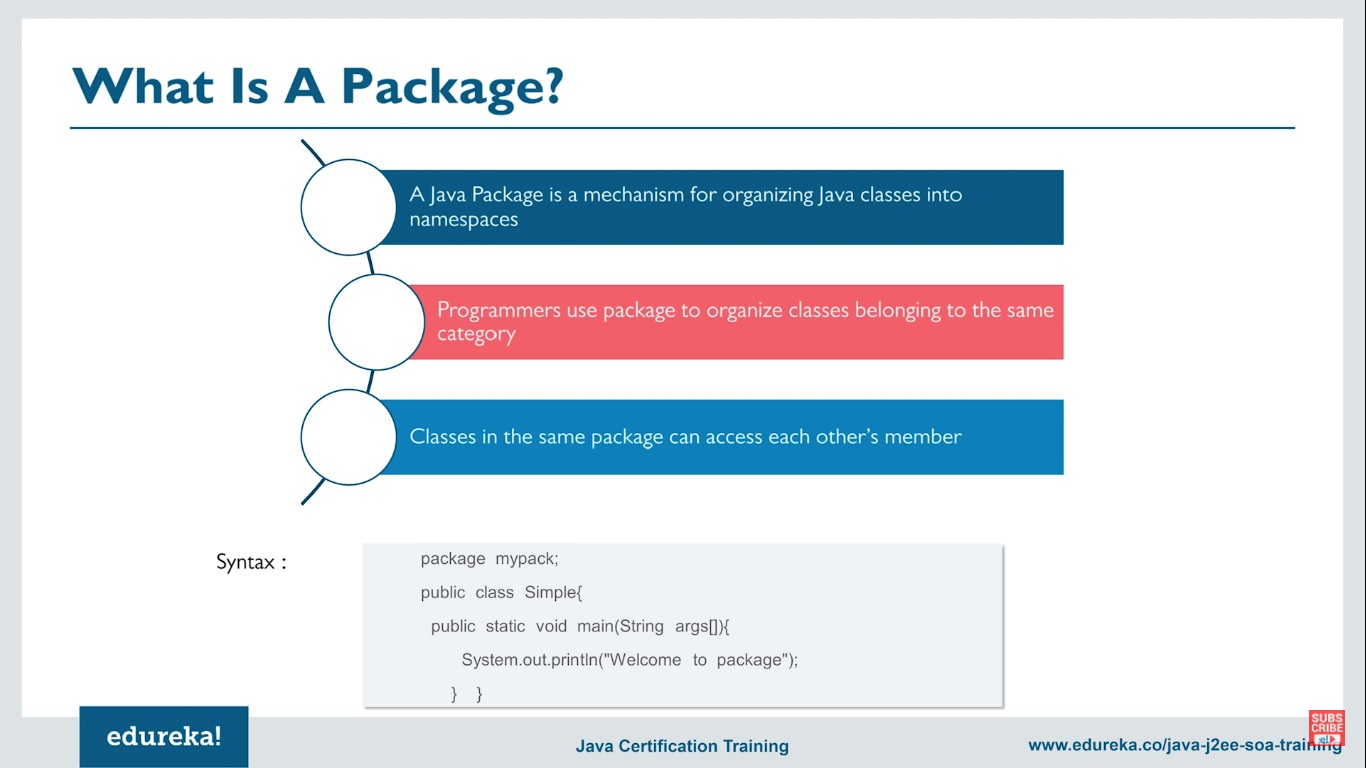 What Is A Package?
A Java Package is a mechanism for organizing Java classes into
namespaces
Programmers use package to organize classes belonging to the same
category
Classes in the same package can access each other’s member
Syntax :
package mypack;
public class Simple{
public static void main(String args[]){
System.out.println("Welcome to package");
} }
edureka!
Java Certification Training
www.edureka.co/java-j2ee-soa-training
SUBS
CRIBE